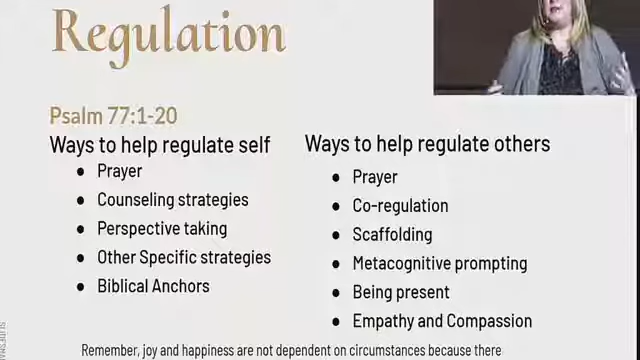 Regulation
Psalm 77:1-20
Ways to help regulate self
● Prayer
● Counseling strategies
● Perspective taking
● Other Specific strategies
● Biblical Anchors
Ways to help regulate others
● Prayer
● Co-regulation
● Scaffolding
● Metacognitive prompting
● Being present
● Empathy and Compassion
Remember, joy and happiness are not dependent on circumstances because there